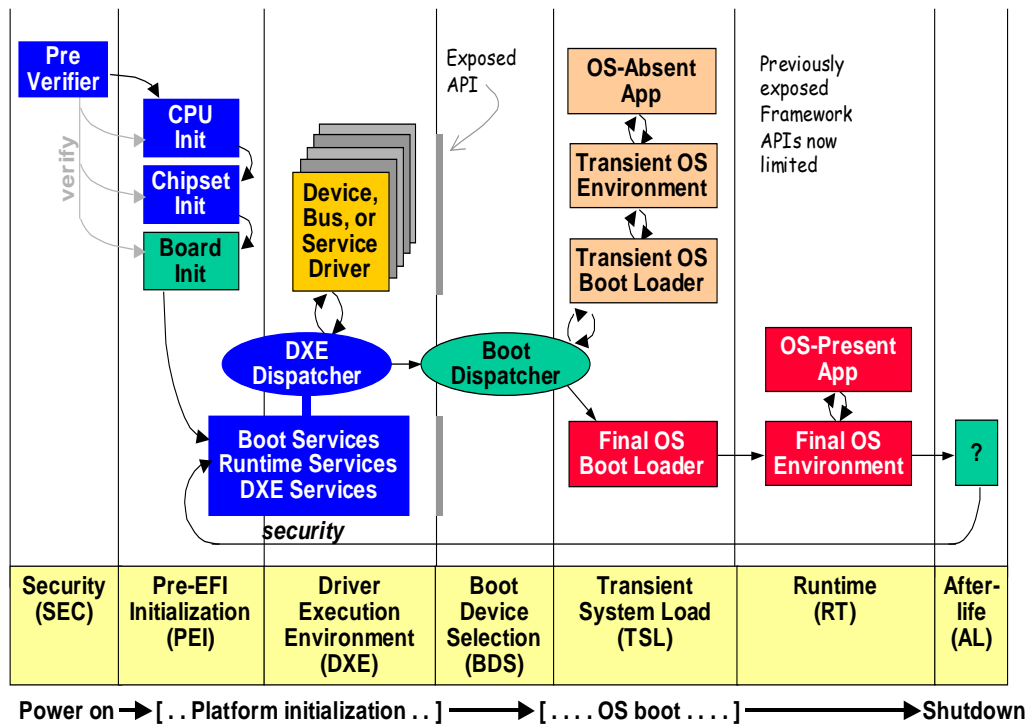 Pre
Verifier
verify
CPU
Init
Chipset
Init
Board
Init
Device,
Bus, or
Service
Driver
Exposed
API
OS-Absent
App
Transient OS
Environment
Transient OS
Boot Loader
Previously
exposed
Framework
APIs now
limited
DXE
Dispatcher
Boot
Dispatcher
OS-Present
App
Boot Services
Runtime Services
DXE Services
Final OS
Boot Loader
Final OS
Environment
?
security
Security
(SEC)
Pre-EFI
Initialization
(PEI)
Driver
Execution
Environment
(DXE)
Boot
Device
Selection
(BDS)
Transient
System Load
(TSL)
Runtime
(RT)
After-
life
(AL)
Power on [ . . Platform initialization . . ] [ . . . . OS boot . . . . ] Shutdown